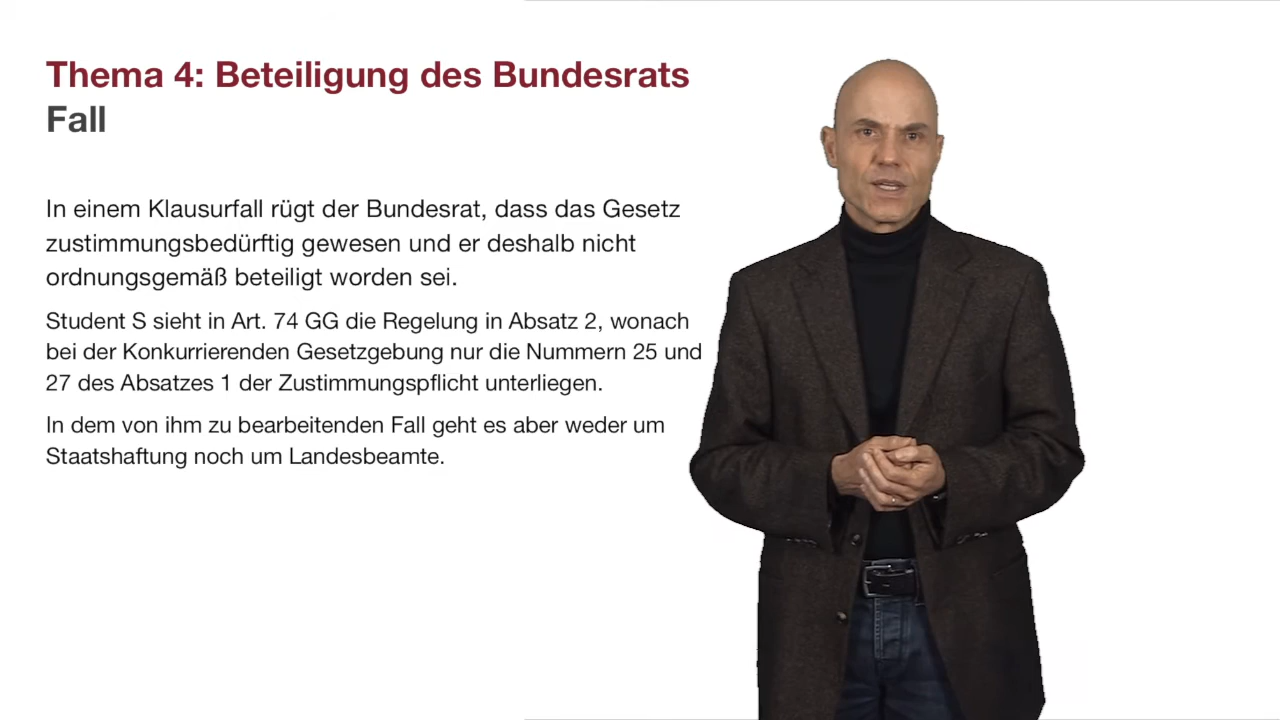 Thema 4: Beteiligung des Bundesrats
Fall
In einem Klausurfall rügt der Bundesrat, dass das Gesetz
zustimmungsbedürftig gewesen und er deshalb nicht
ordnungsgemäß beteiligt worden sei.
Student S sieht in Art. 74 GG die Regelung in Absatz 2, wonach
bei der Konkurrierenden Gesetzgebung nur die Nummern 25 und
27 des Absatzes 1 der Zustimmungspflicht unterliegen.
In dem von ihm zu bearbeitenden Fall geht es aber weder um
Staatshaftung noch um Landesbeamte.